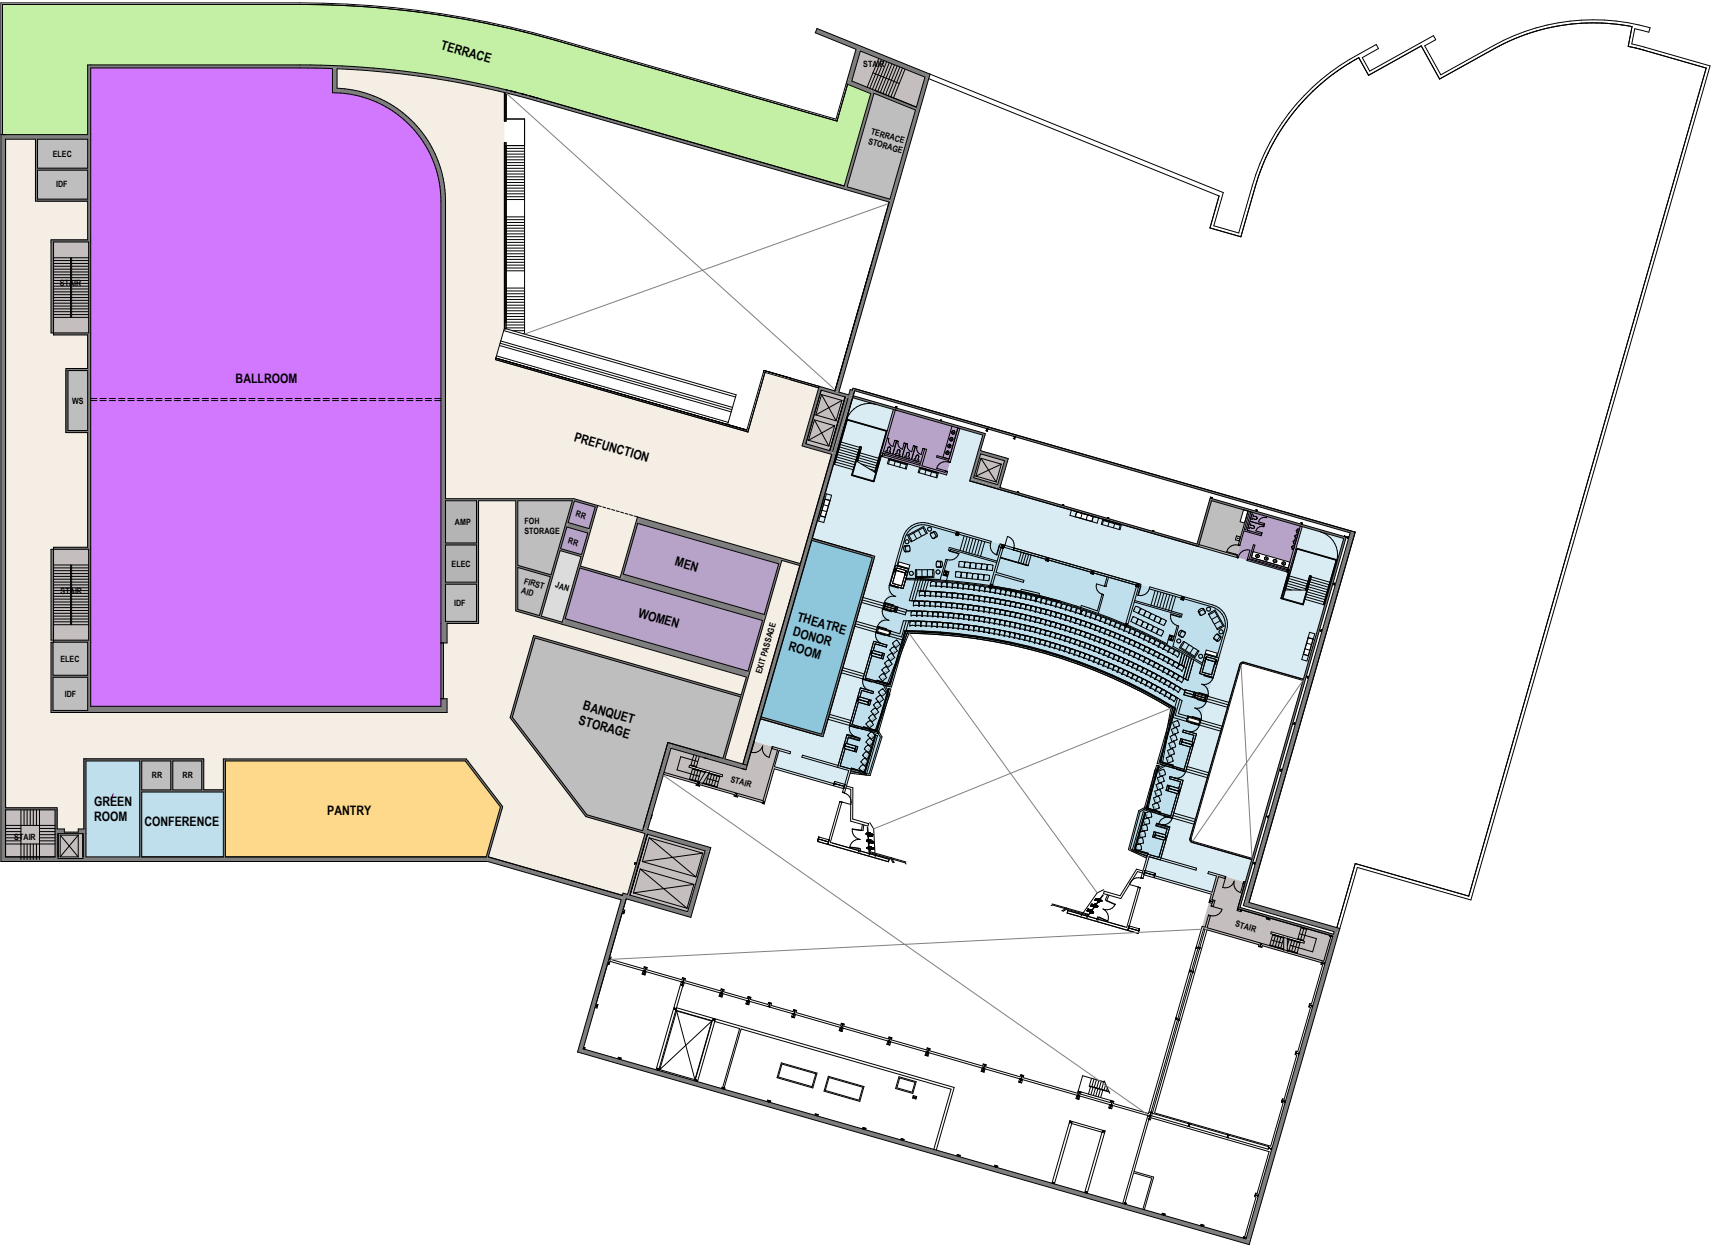 TERRACE
STAIR
TERRACE
STORAGE
ELEC
IDF
STAIR
BALLROOM
WS
PREFUNCTION
AMP
FOH
STORAGE
RR
RR
MEN
ELEC
FIRST
AID
JAN
IDF
WOMEN
STAIR
EXIT PASSAGE
THEATRE
DONOR
ROOM
ELEC
IDF
BANQUET
STORAGE
STAIR
RR
RR
GREEN
ROOM
CONFERENCE
PANTRY
STAIR
STAIR